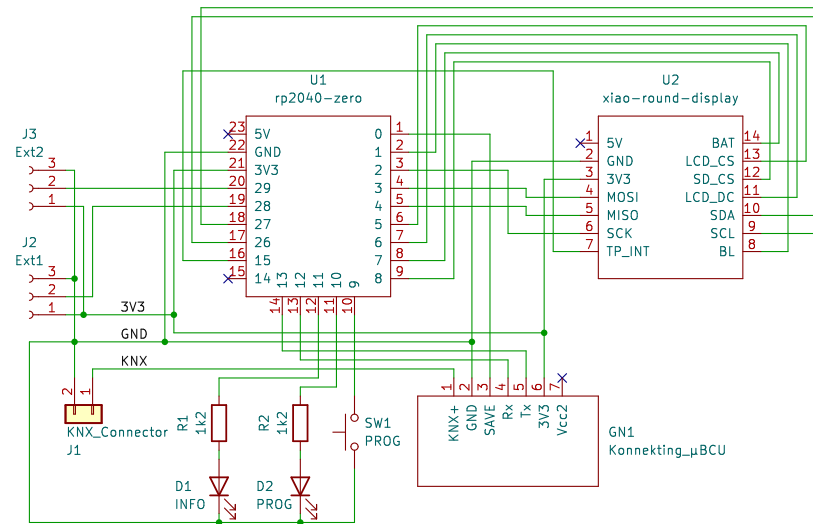 U1
rp2040-zero
U2
xiao-round-display
J3
Ext2
3
2
1
J2
Ext1
3
2
1
23 5V
22 GND
21 3V3
20 29
19 28
18 27
17 26
16 15
15 14
0 1
1 2
2 3
3 4
4 5
5 6
6 7
7 8
8 9
13 12 11 10 9
14 13 12 11 10
1 5V
2 GND
3 3V3
4 MOSI
5 MISO
6 SCK
7 TP_INT
BAT 14
LCD_CS 13
SD_CS 12
LCD_DC 11
SDA 10
SCL 9
BL 8
3V3
GND
KNX
2 1
KNX_Connector
J1
R1
1k2
R2
1k2
SW1
PROG
D1
INFO
D2
PROG
1 2 3 4 5 6 7
KNX+ GND SAVE Rx Tx 3V3 Vcc2
GN1
Konnekting_µBCU